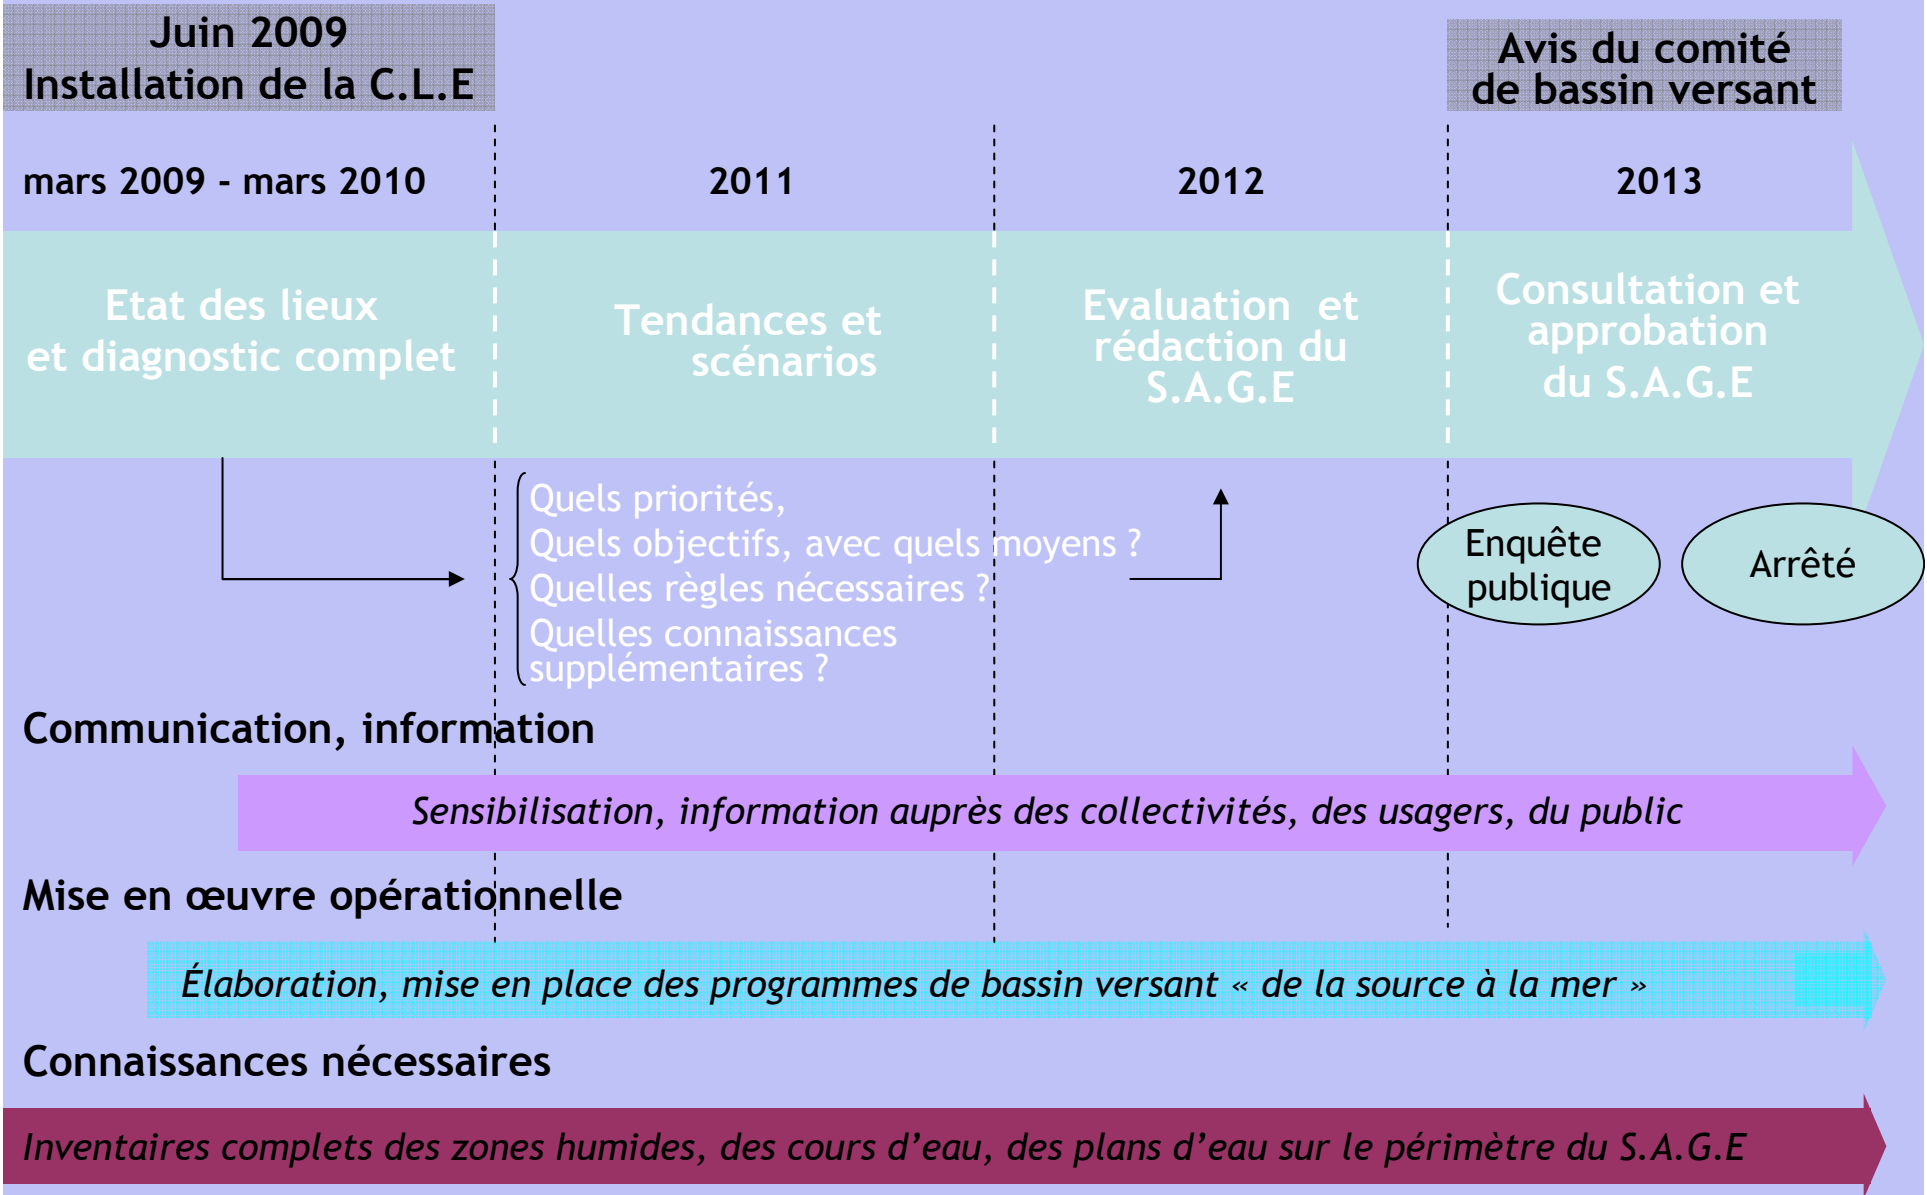 Juin 2009
Installation de la C.L.E
Avis du comité
de bassin versant
mars 2009 - mars 2010
2011
2012
2013
Etat des lieux
et diagnostic complet
Tendances et
scénarios
Evaluation et
rédaction du
S.A.G.E
Consultation et
approbation
du S.A.G.E
Quels priorités,
Quels objectifs, avec quels moyens ?
Quelles règles nécessaires ?
Quelles connaissances
supplémentaires ?
Enquête
publique
Arrêté
Communication, information
Sensibilisation, information auprès des collectivités, des usagers, du public
Mise en œuvre opérationnelle
Élaboration, mise en place des programmes de bassin versant « de la source à la mer »
Connaissances nécessaires
Inventaires complets des zones humides, des cours d’eau, des plans d’eau sur le périmètre du S.A.G.E